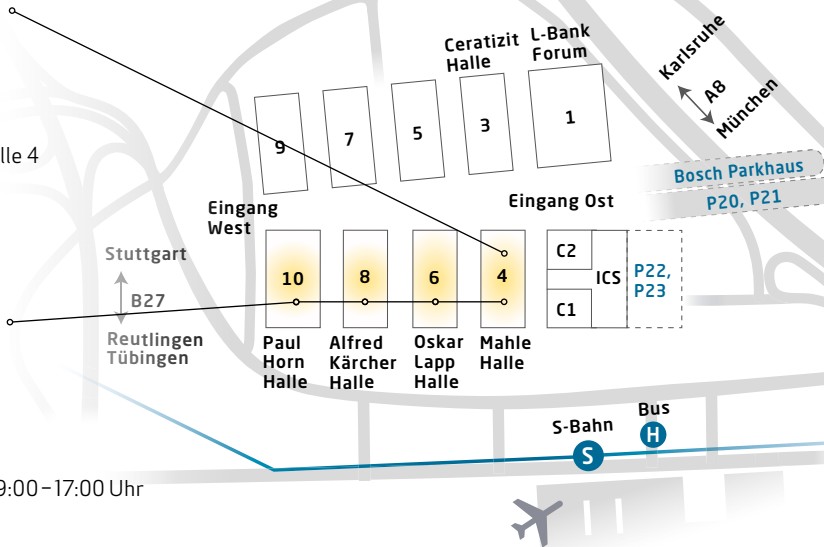 Ceratizit
Halle
L-Bank
Forum
Karlsruhe
A8
München
9
7
5
3
1
lle 4
Bosch Parkhaus
P20, P21
Eingang
West
Eingang Ost
Stuttgart
B27
Reutlingen
Tübingen
10
8
6
4
C2
ICS
C1
P22,
P23
Paul
Horn
Halle
Alfred
Kärcher
Halle
Oskar
Lapp
Halle
Mahle
Halle
S-Bahn
S
Bus
H
9:00–17:00 Uhr